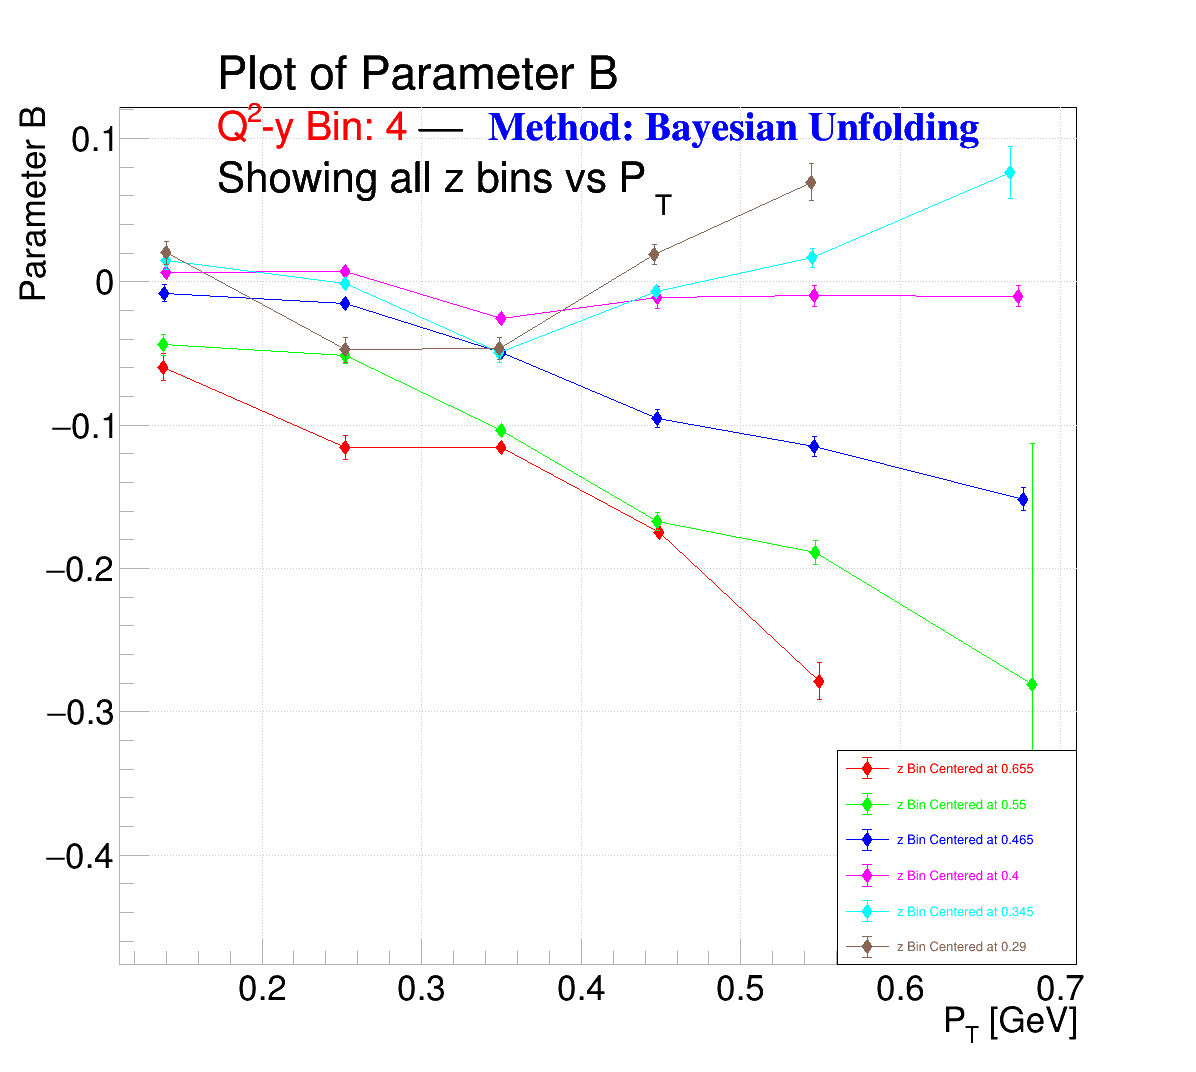 Plot of Parameter B
Q²-y Bin: 4 — Method: Bayesian Unfolding
Showing all z bins vs P_T
Parameter B
0.1
0
−0.1
−0.2
−0.3
−0.4
z Bin Centered at 0.655
z Bin Centered at 0.55
z Bin Centered at 0.465
z Bin Centered at 0.4
z Bin Centered at 0.345
z Bin Centered at 0.29
0.2 0.3 0.4 0.5 0.6 0.7
P_T [GeV]